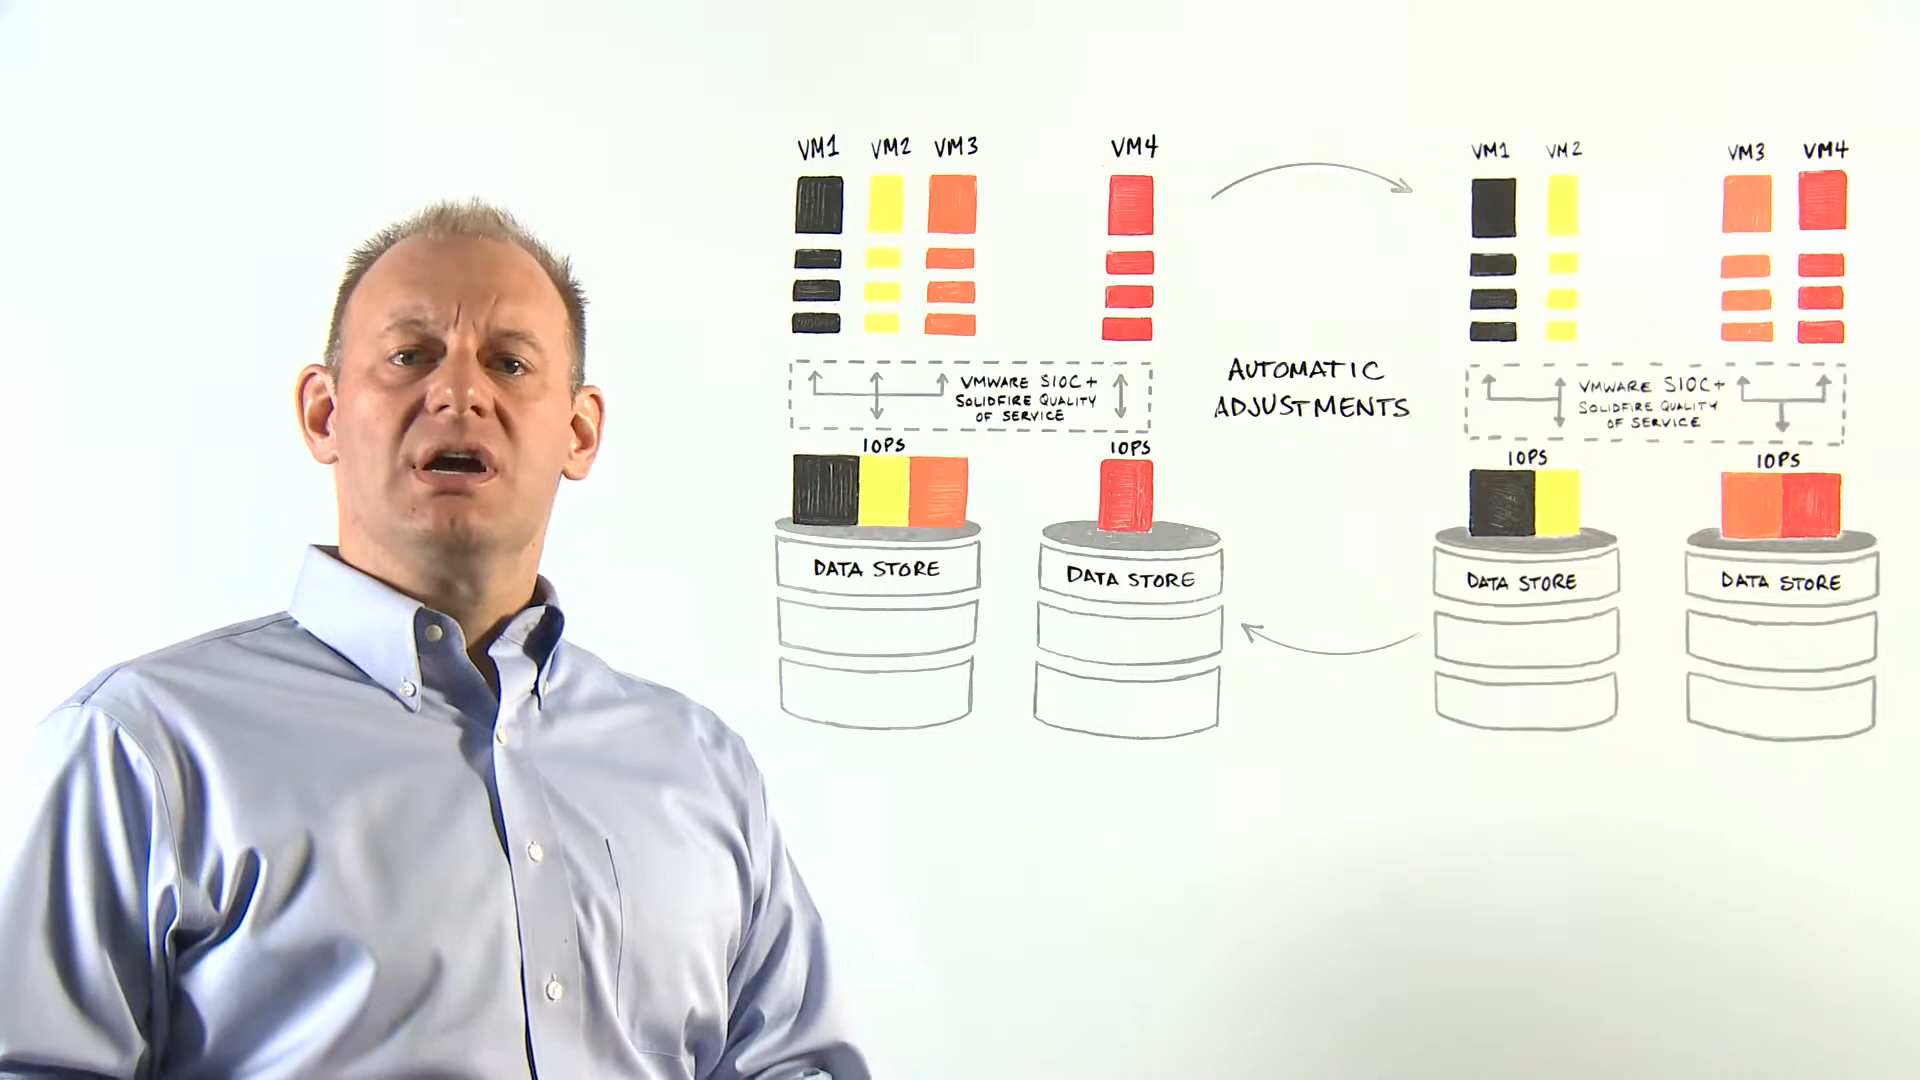 VM1 VM2 VM3 VM4
VMWARE SIOC +
SOLIDFIRE QUALITY
OF SERVICE
IOPS IOPS
DATA STORE DATA STORE
AUTOMATIC
ADJUSTMENTS
VM1 VM2 VM3 VM4
VMWARE SIOC +
SOLIDFIRE QUALITY
OF SERVICE
IOPS IOPS
DATA STORE DATA STORE